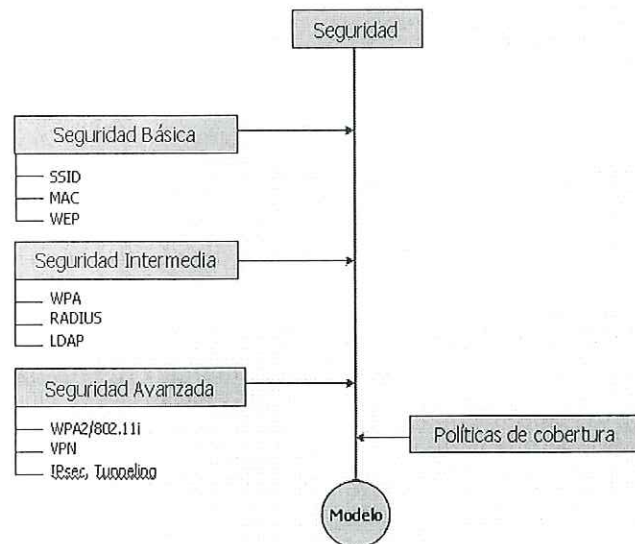 Seguridad
Seguridad Básica
SSID
MAC
WEP
Seguridad Intermedia
WPA
RADIUS
LDAP
Seguridad Avanzada
WPA2/802.11i
VPN
IPsec, Tunneling
Políticas de cobertura
Modelo